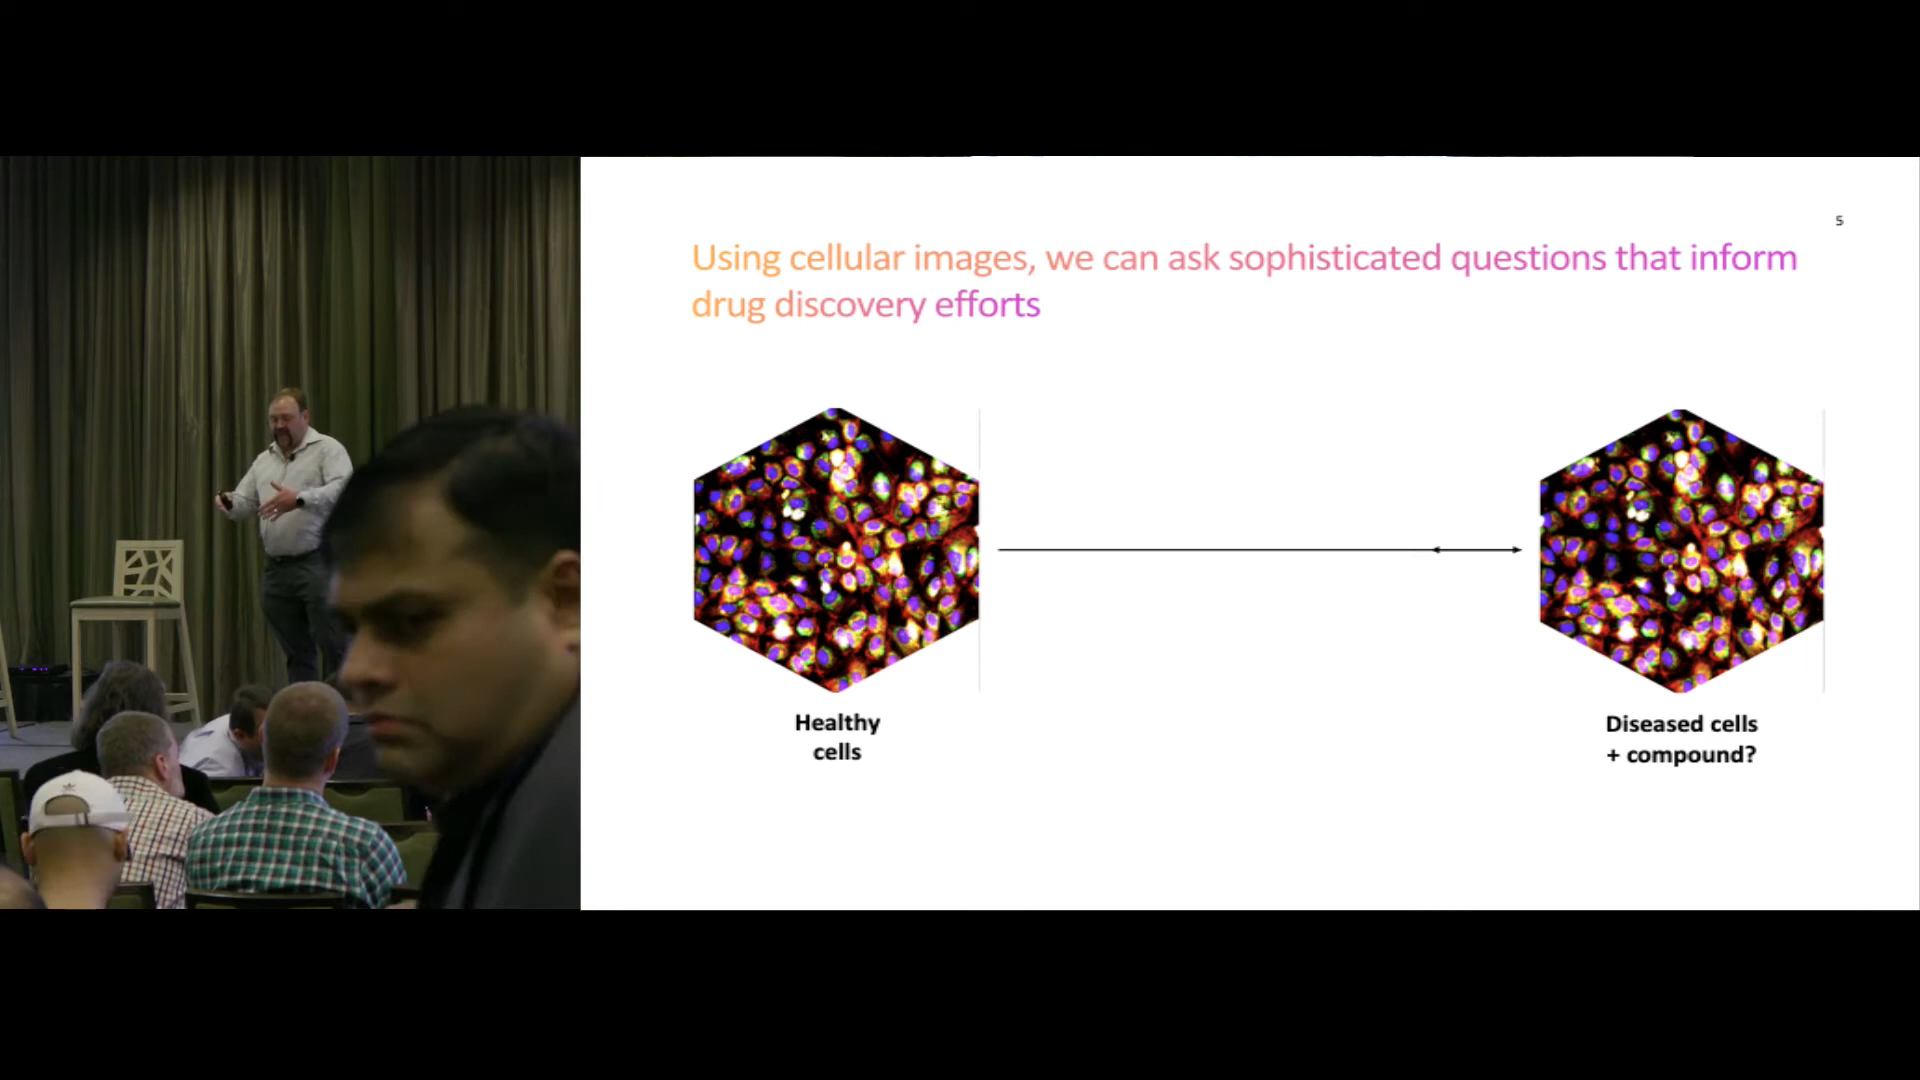 5
Using cellular images, we can ask sophisticated questions that inform
drug discovery efforts
Healthy
cells
Diseased cells
+ compound?